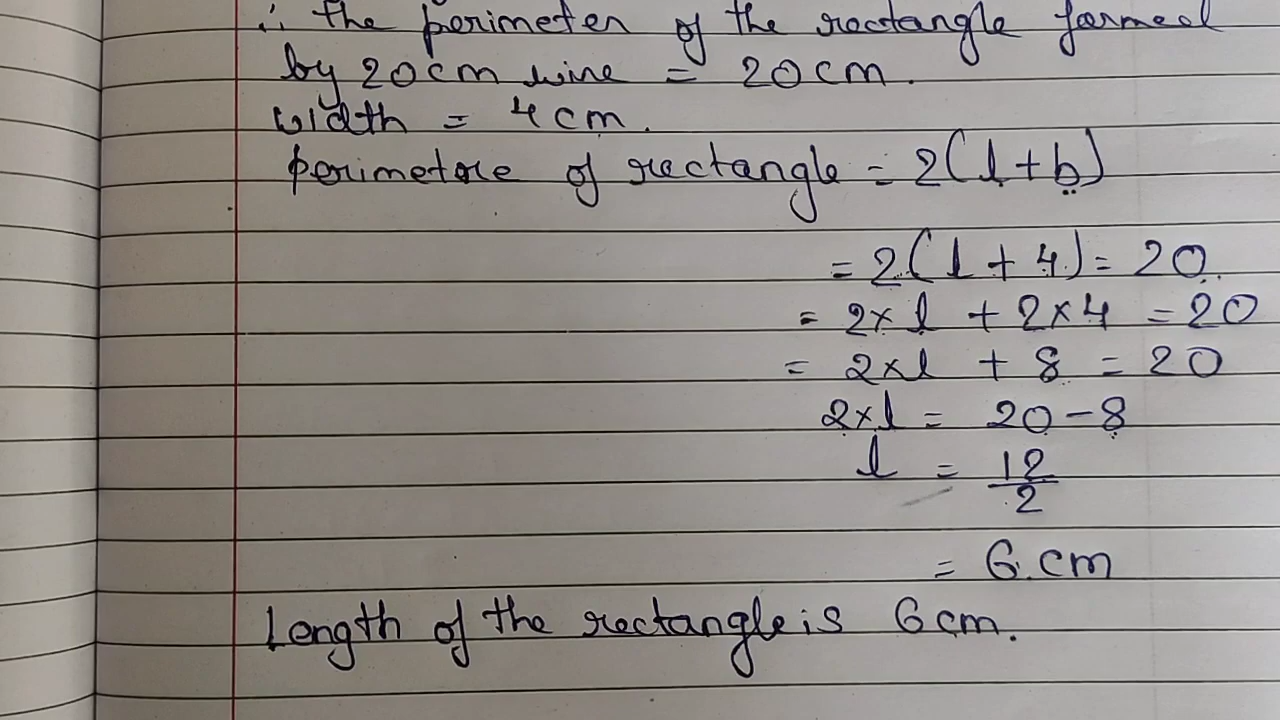 ∴ the perimeter of the rectangle formed
by 20cm wire = 20cm.
width = 4cm.
perimetore of rectangle = 2(l+b)
= 2(l+4)= 20.
= 2×l + 2×4 = 20
= 2×l + 8 = 20
2×l = 20-8
l = 12/2
= 6.cm
Length of the rectangle is 6cm.